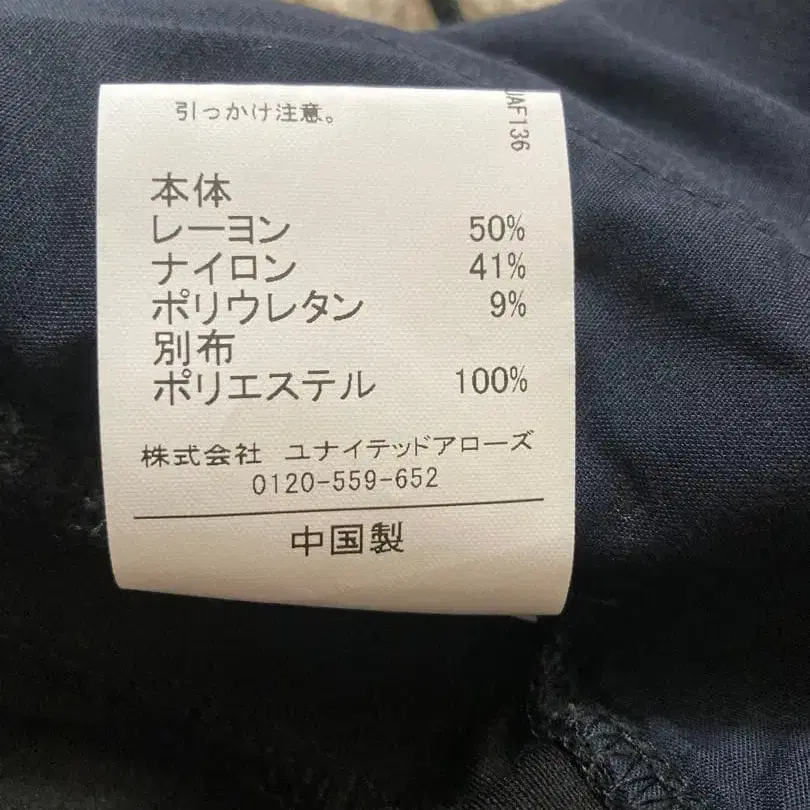 引っかけ注意。
UAF136
本体
レーヨン 50%
ナイロン 41%
ポリウレタン 9%
別布
ポリエステル 100%
株式会社 ユナイテッドアローズ
0120-559-652
中国製